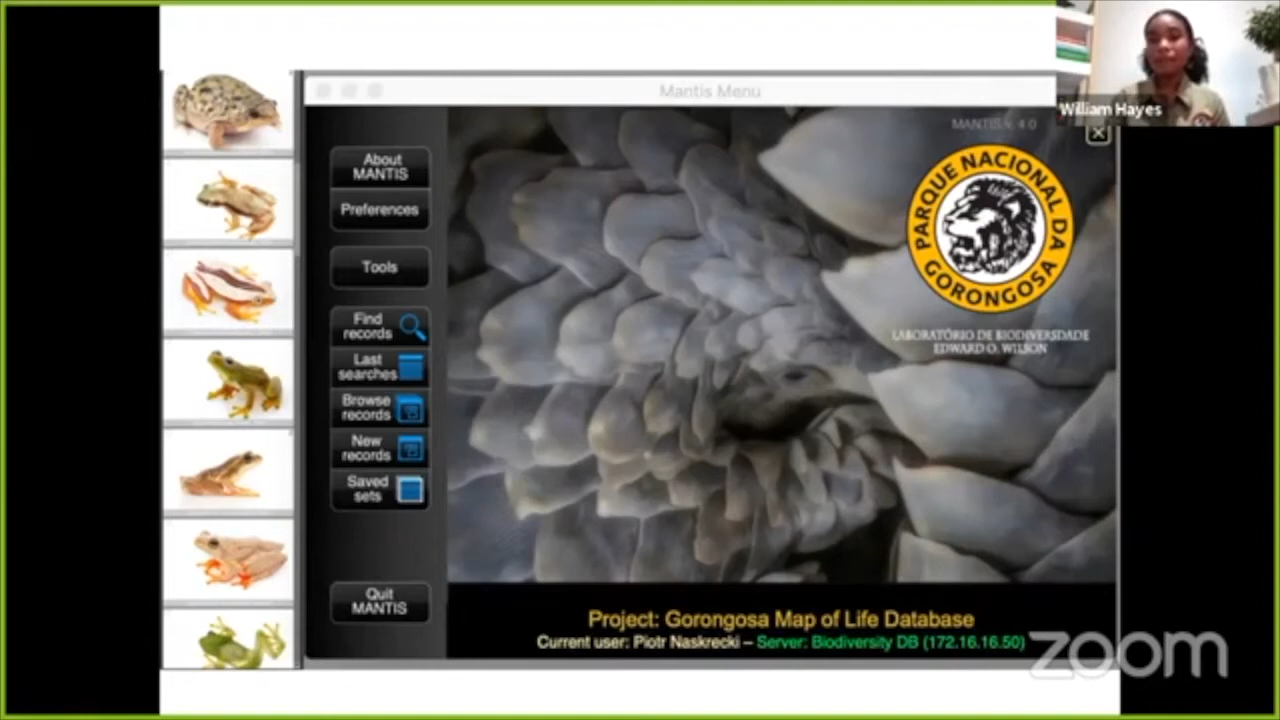 Mantis Menu
William Hayes
MANTIS v. 4.0
About
MANTIS
Preferences
Tools
Find
records
Last
searches
Browse
records
New
records
Saved
sets
Quit
MANTIS
PARQUE NACIONAL DA
GORONGOSA
LABORATÓRIO DE BIODIVERSIDADE
EDWARD O. WILSON
Project: Gorongosa Map of Life Database
Current user: Piotr Naskrecki – Server: Biodiversity DB (172.16.16.50)
zoom